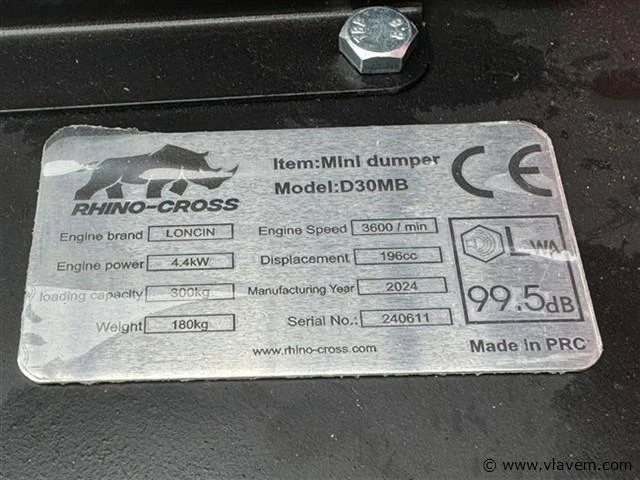 Item:Mini dumper
Model:D30MB
CE
RHINO-CROSS
Engine brand LONCIN
Engine Speed 3600 / min
Engine power 4.4kW
Displacement 196cc
loading capacity 300kg
Manufacturing Year 2024
Weight 180kg
Serial No.: 240611
LWA
99.5dB
www.rhino-cross.com
Made in PRC
8.8
© www.vlavem.com